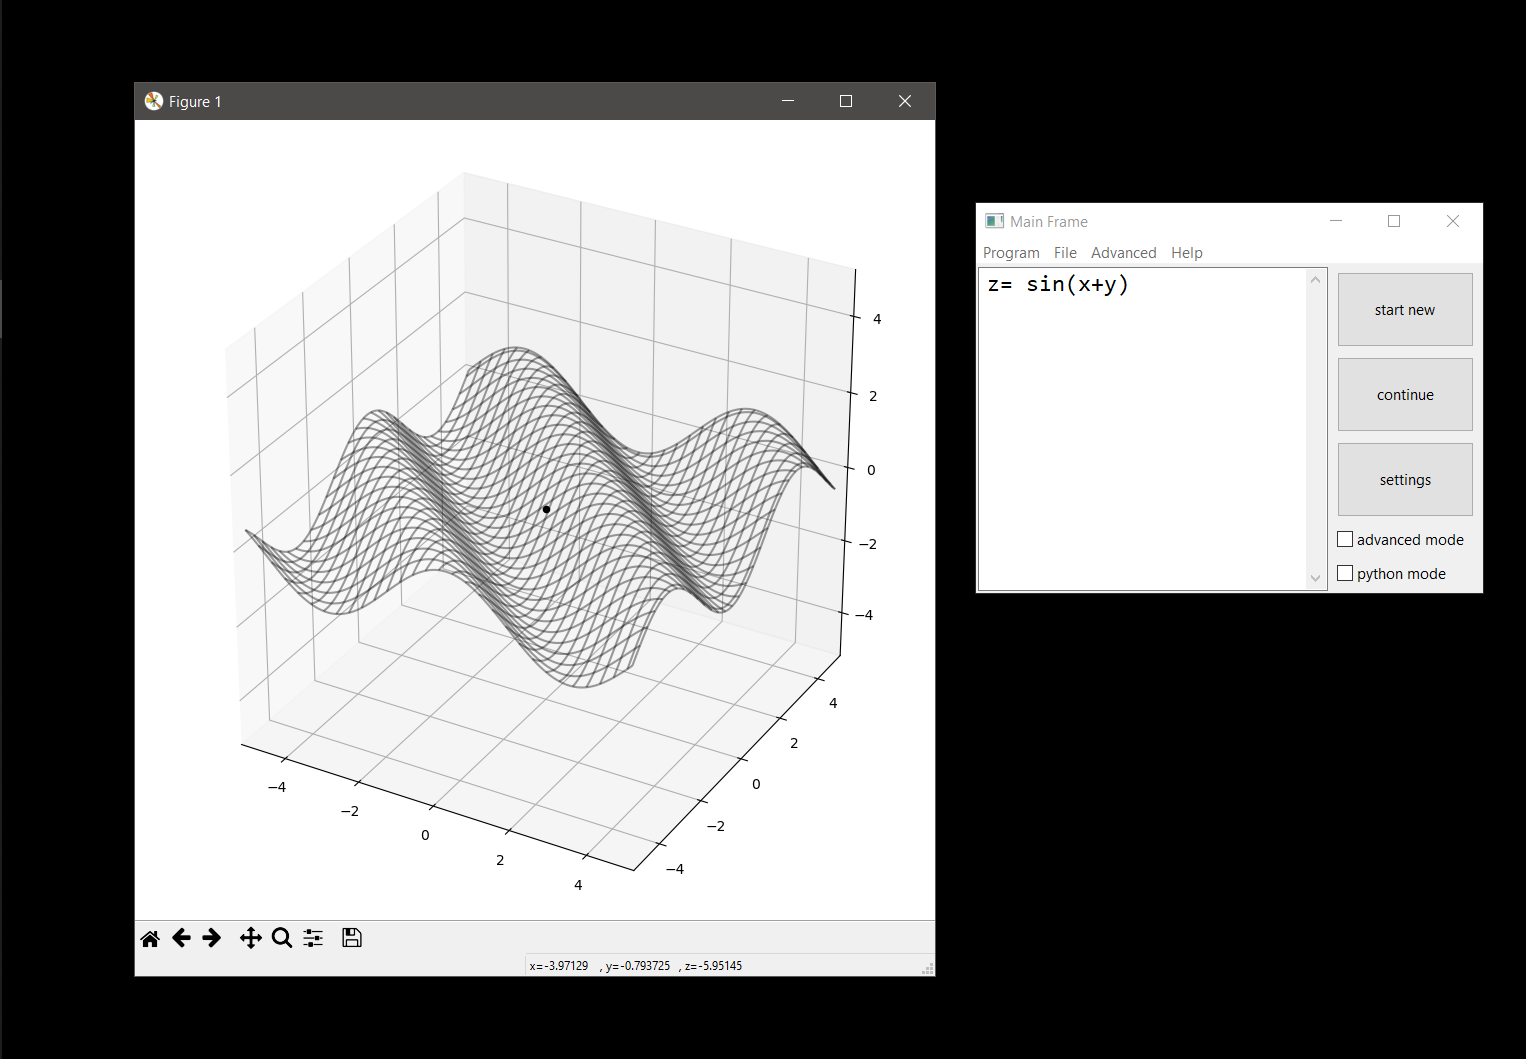 Figure 1
4
2
0
−2
−4
−4
−2
0
2
4
4
2
0
−2
−4
x=-3.97129 , y=-0.793725 , z=-5.95145
Main Frame
Program File Advanced Help
z= sin(x+y)
start new
continue
settings
advanced mode
python mode